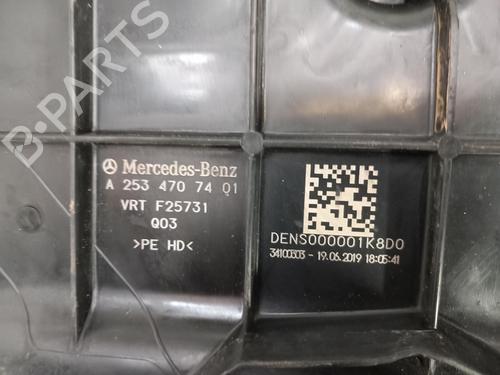 B-PARTS
Mercedes-Benz
A 253 470 74 01
VRT F25731
Q03
>PE HD<
DENS000001K8D0
34100303 - 19.06.2019 18:05:41